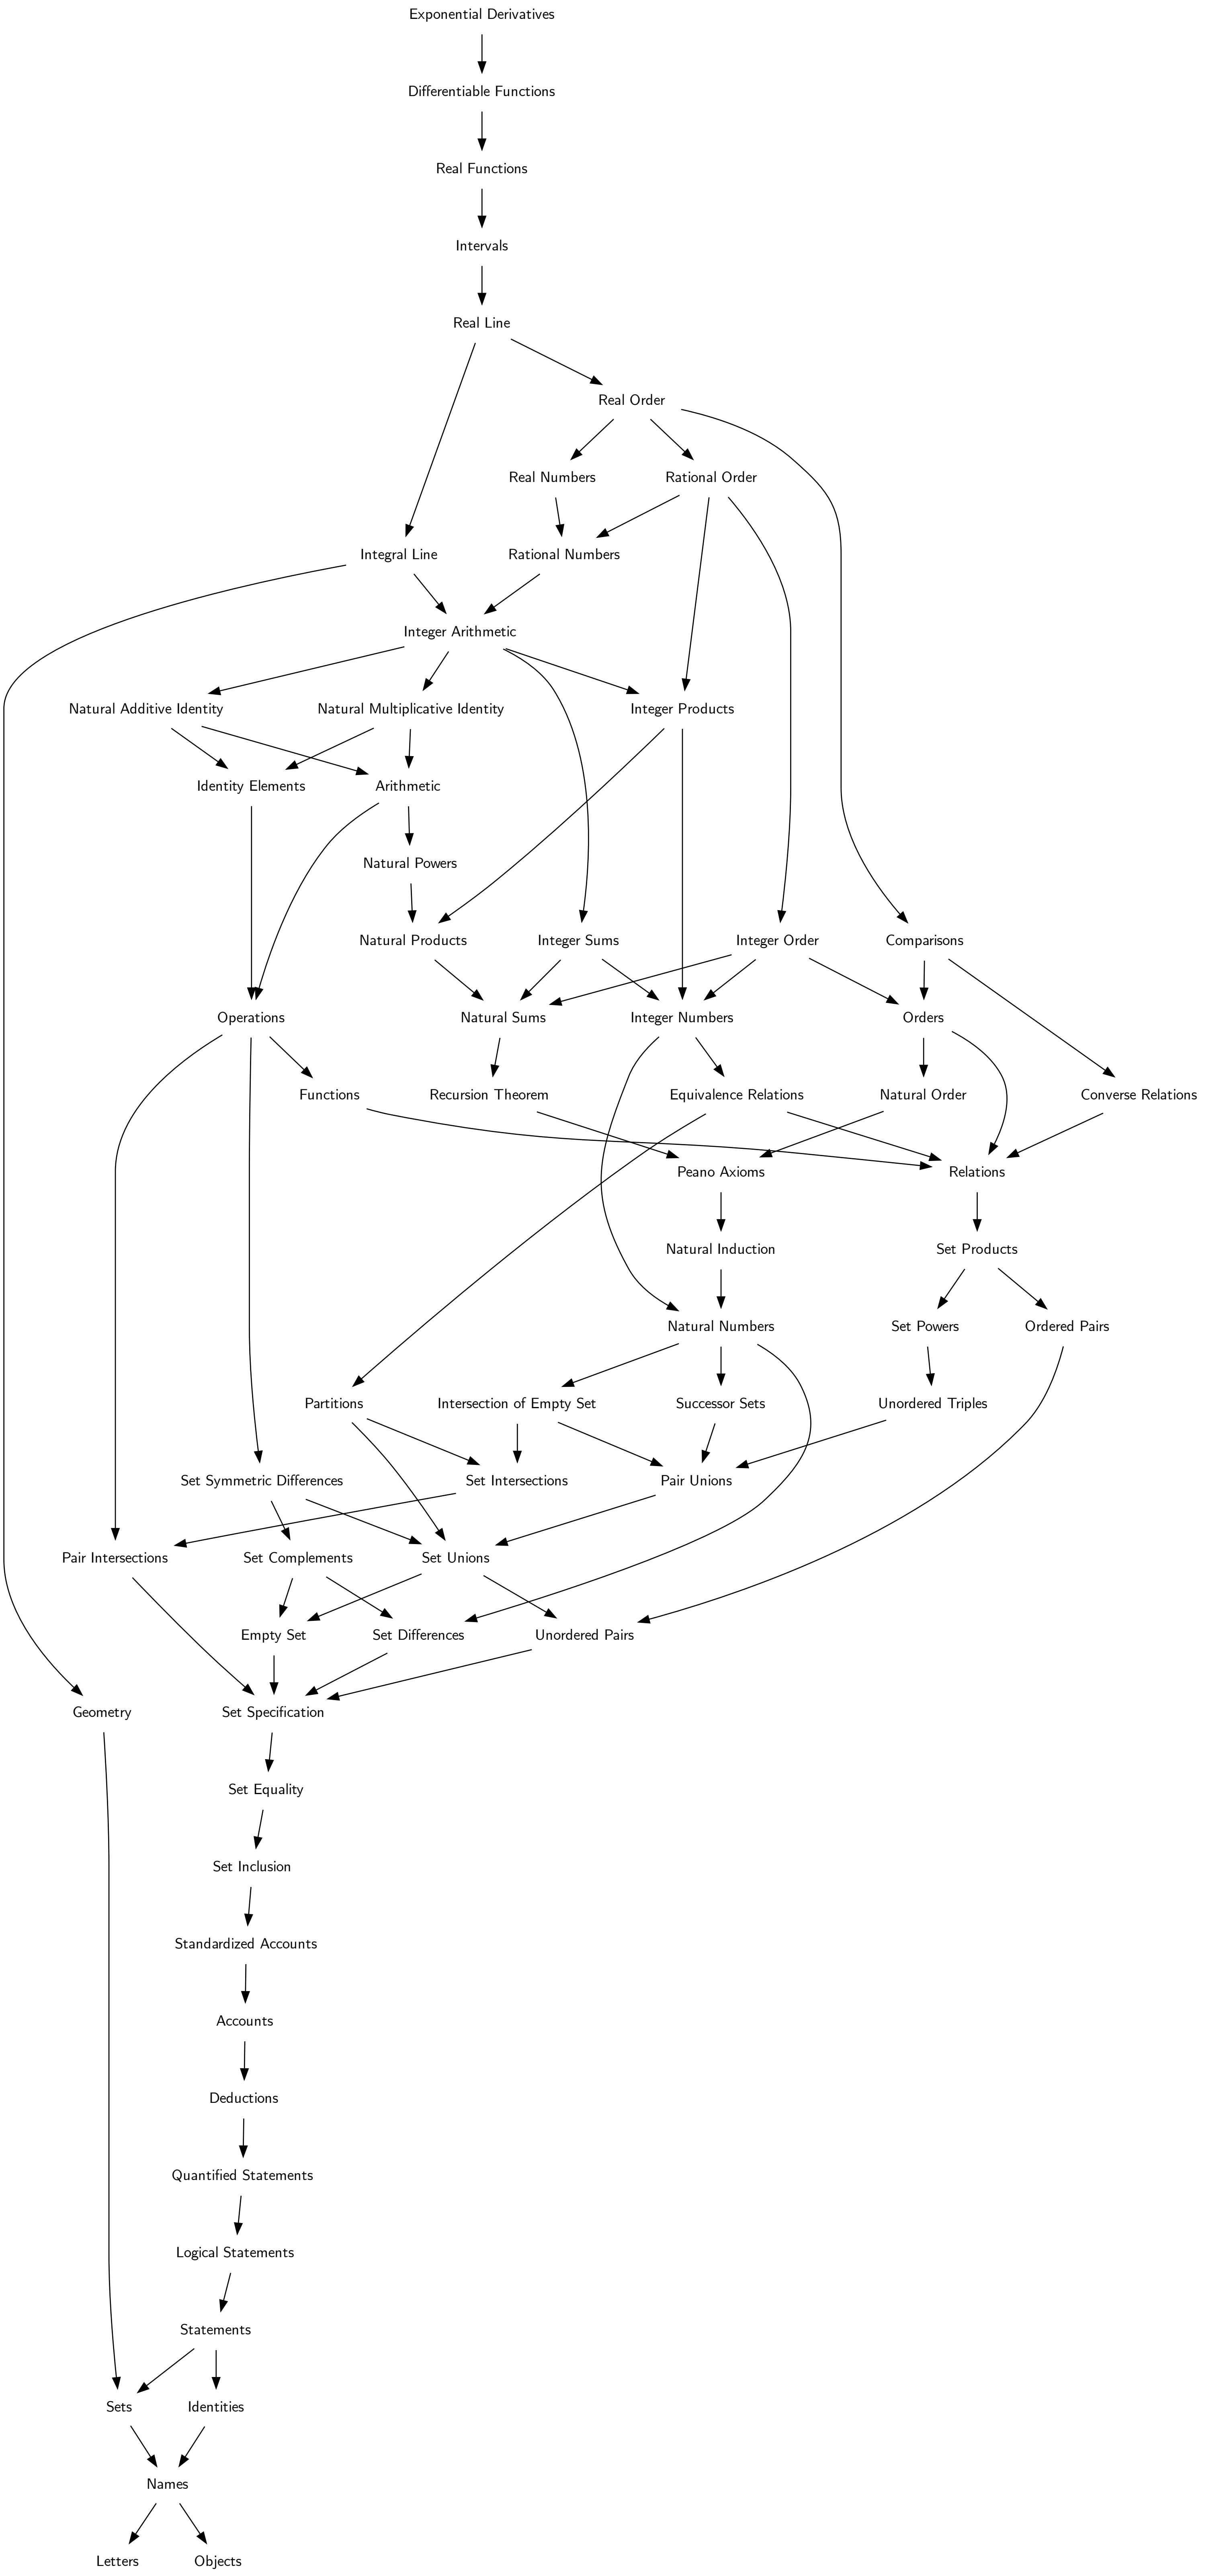 Exponential Derivatives
Differentiable Functions
Real Functions
Intervals
Real Line
Real Order
Real Numbers
Rational Order
Integral Line
Rational Numbers
Integer Arithmetic
Natural Additive Identity
Natural Multiplicative Identity
Integer Products
Identity Elements
Arithmetic
Natural Powers
Natural Products
Integer Sums
Integer Order
Comparisons
Operations
Natural Sums
Integer Numbers
Orders
Functions
Recursion Theorem
Equivalence Relations
Natural Order
Converse Relations
Peano Axioms
Relations
Natural Induction
Set Products
Natural Numbers
Set Powers
Ordered Pairs
Partitions
Intersection of Empty Set
Successor Sets
Unordered Triples
Set Symmetric Differences
Set Intersections
Pair Unions
Pair Intersections
Set Complements
Set Unions
Empty Set
Set Differences
Unordered Pairs
Geometry
Set Specification
Set Equality
Set Inclusion
Standardized Accounts
Accounts
Deductions
Quantified Statements
Logical Statements
Statements
Sets
Identities
Names
Letters
Objects